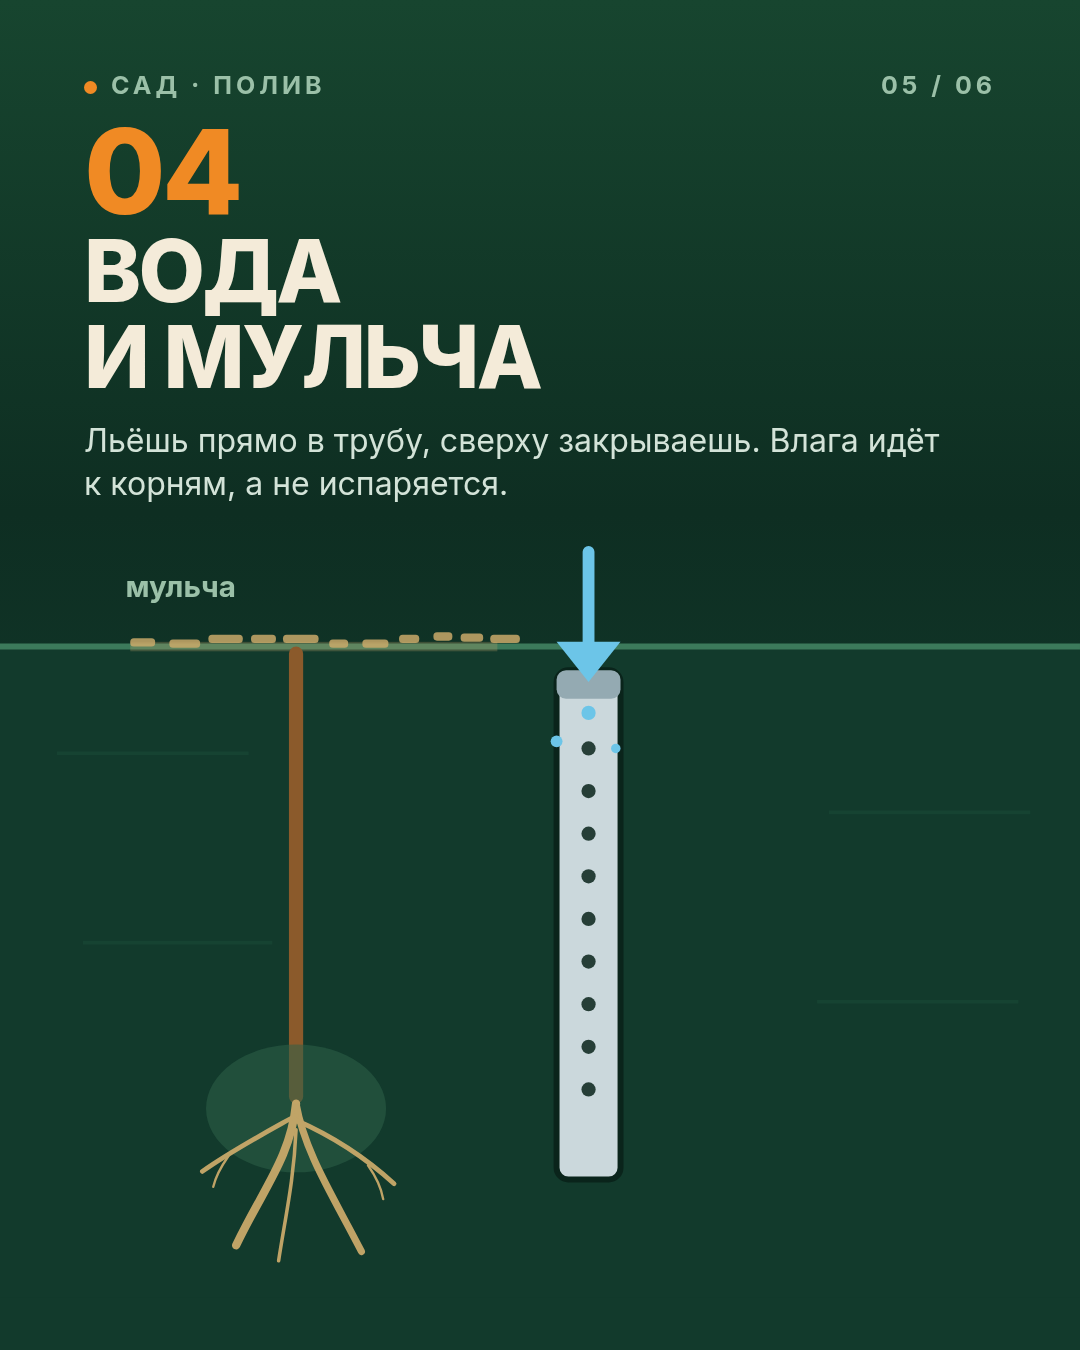 САД · ПОЛИВ
05 / 06
04
ВОДА
И МУЛЬЧА
Льёшь прямо в трубу, сверху закрываешь. Влага идёт
к корням, а не испаряется.
мульча